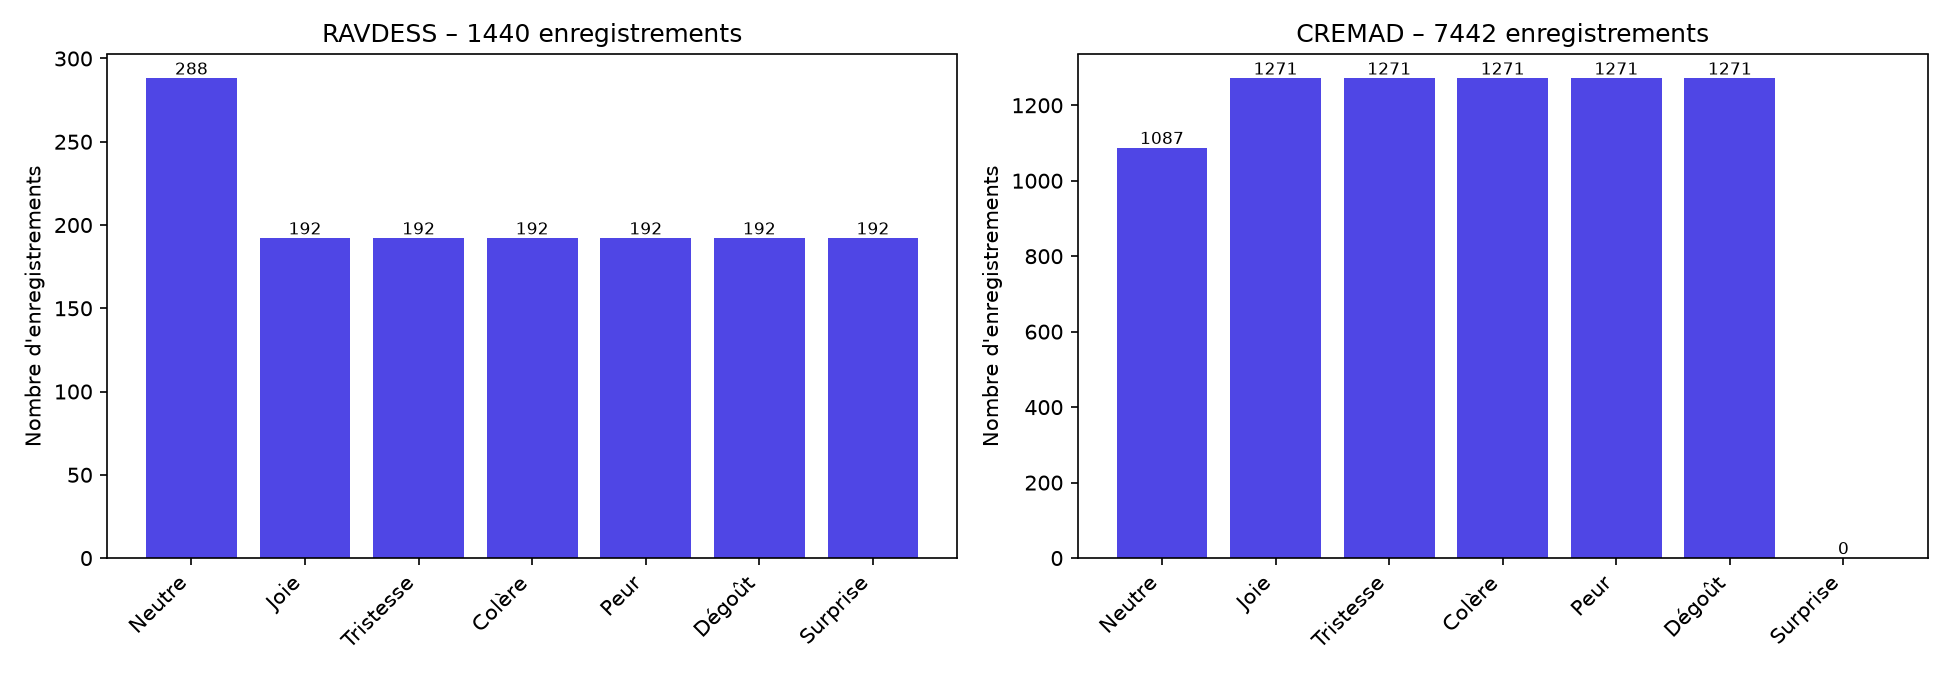 RAVDESS – 1440 enregistrements
Nombre d'enregistrements
300
250
200
150
100
50
0
288
192
192
192
192
192
192
Neutre
Joie
Tristesse
Colère
Peur
Dégoût
Surprise
CREMAD – 7442 enregistrements
Nombre d'enregistrements
1200
1000
800
600
400
200
0
1087
1271
1271
1271
1271
1271
0
Neutre
Joie
Tristesse
Colère
Peur
Dégoût
Surprise